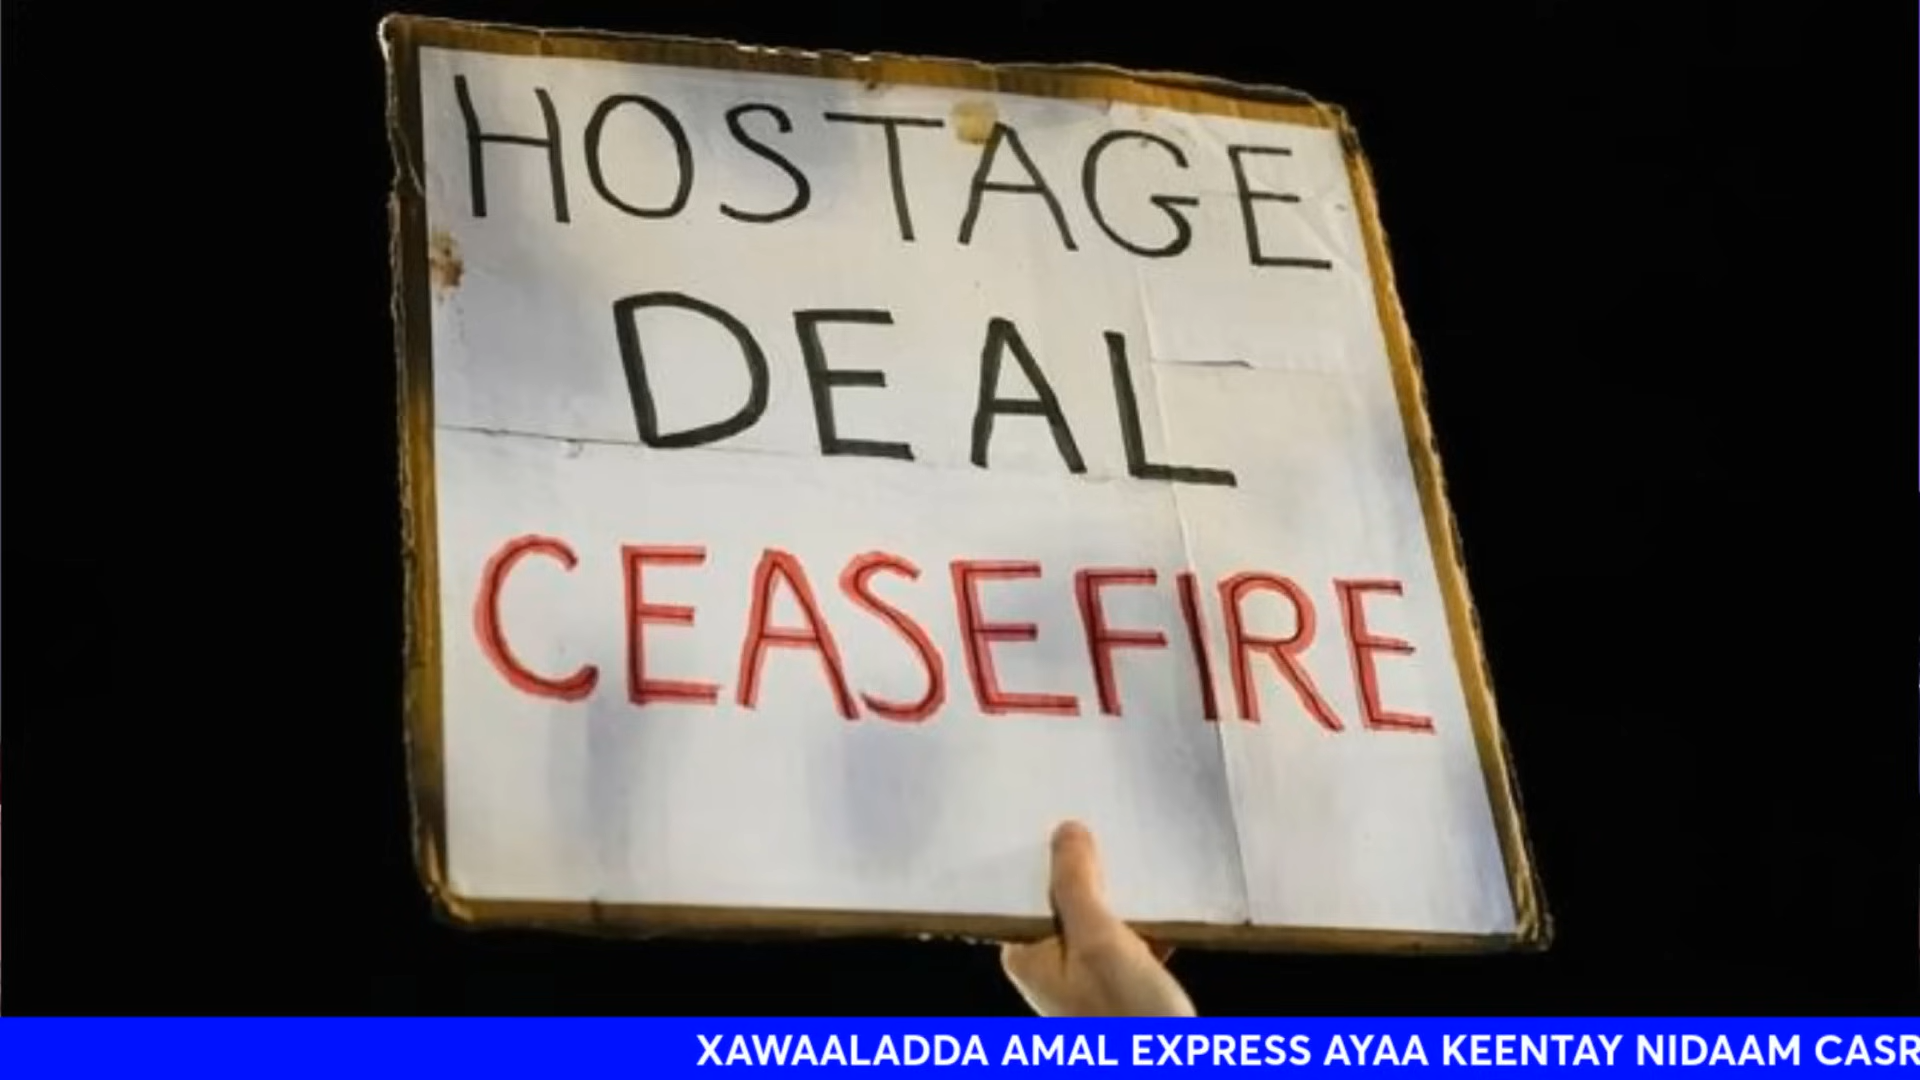 HOSTAGE
DEAL
CEASEFIRE
XAWAALADDA AMAL EXPRESS AYAA KEENTAY NIDAAM